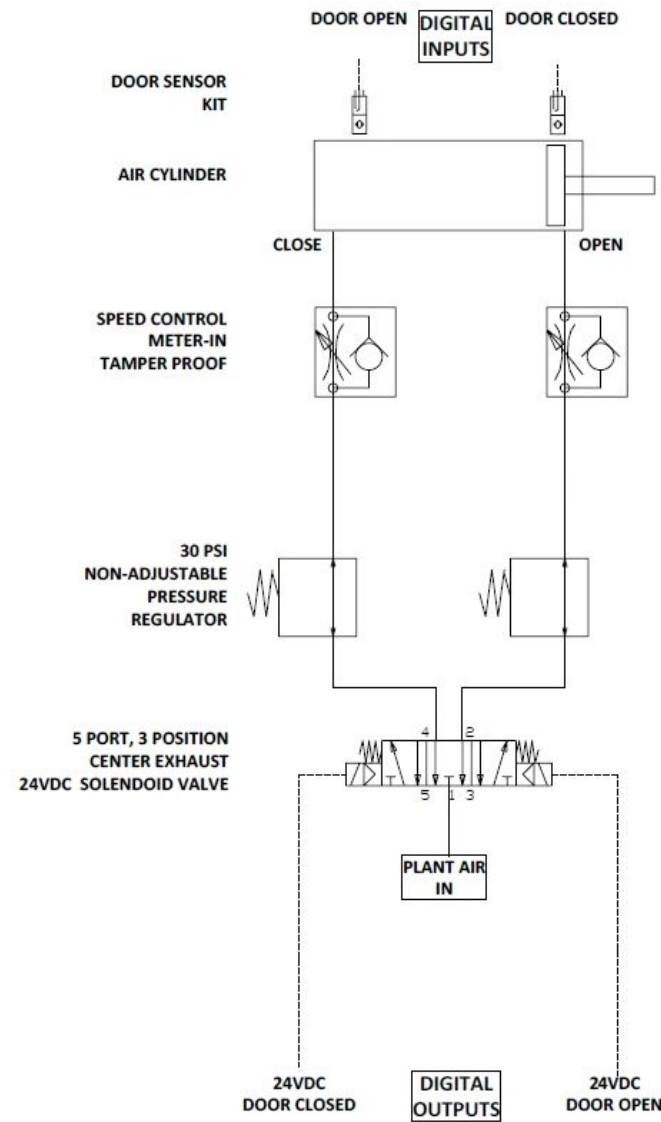 DOOR OPEN
DIGITAL
INPUTS
DOOR CLOSED
DOOR SENSOR
KIT
AIR CYLINDER
CLOSE
OPEN
SPEED CONTROL
METER-IN
TAMPER PROOF
30 PSI
NON-ADJUSTABLE
PRESSURE
REGULATOR
5 PORT, 3 POSITION
CENTER EXHAUST
24VDC SOLENDOID VALVE
4 2
5 1 3
PLANT AIR
IN
24VDC
DOOR CLOSED
DIGITAL
OUTPUTS
24VDC
DOOR OPEN